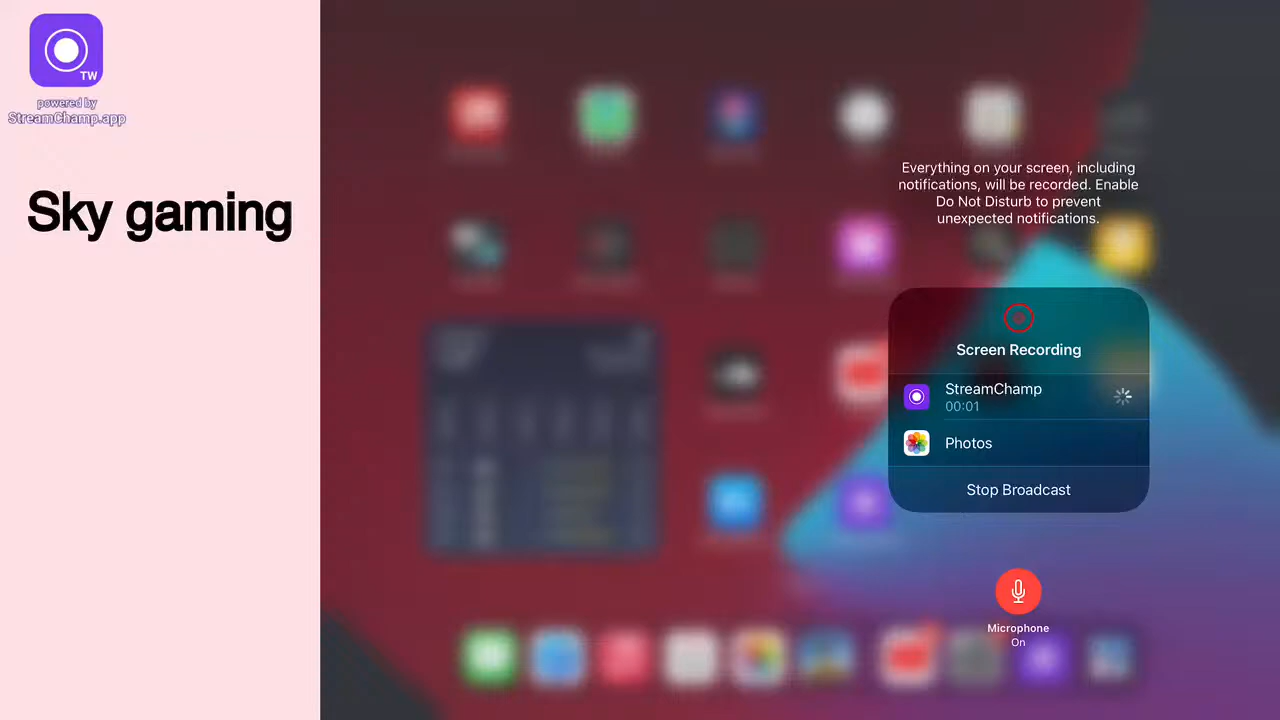 TW
powered by
StreamChamp.app
Sky gaming
Everything on your screen, including
notifications, will be recorded. Enable
Do Not Disturb to prevent
unexpected notifications.
Screen Recording
StreamChamp
00:01
Photos
Stop Broadcast
Microphone
On